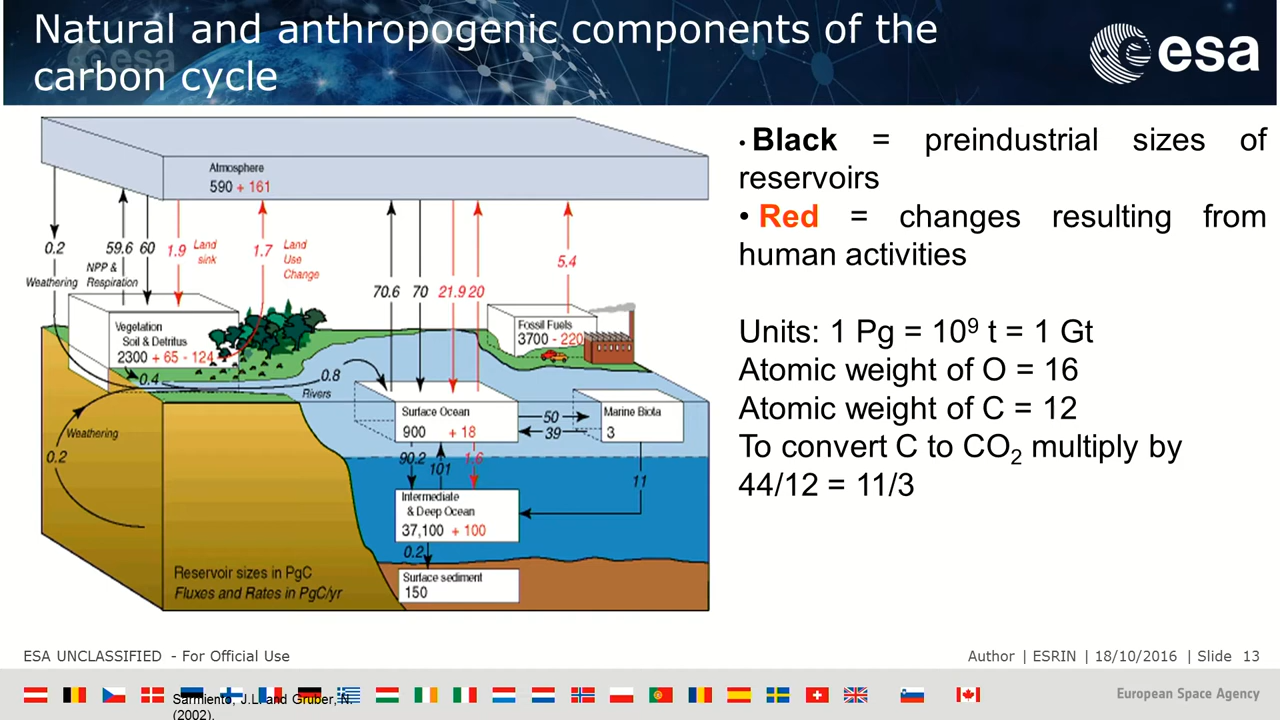 Natural and anthropogenic components of the
carbon cycle
esa
Atmosphere
590 + 161
0.2
59.6
60
1.9
Land
sink
1.7
Land
Use
Change
70.6
70
21.9
20
5.4
Weathering
NPP &
Respiration
Vegetation
Soil & Detritus
2300 + 65 - 124
Fossil Fuels
3700 - 220
0.4
0.8
Rivers
Weathering
0.2
Surface Ocean
900 + 18
50
39
Marine Biota
3
90.2
101
1.6
11
Intermediate
& Deep Ocean
37,100 + 100
0.2
Surface sediment
150
Reservoir sizes in PgC
Fluxes and Rates in PgC/yr
• Black = preindustrial sizes of
reservoirs
• Red = changes resulting from
human activities
Units: 1 Pg = 10⁹ t = 1 Gt
Atomic weight of O = 16
Atomic weight of C = 12
To convert C to CO₂ multiply by
44/12 = 11/3
ESA UNCLASSIFIED - For Official Use
Author | ESRIN | 18/10/2016 | Slide 13
Sarmiento, J.L. and Gruber, N.
(2002).
European Space Agency